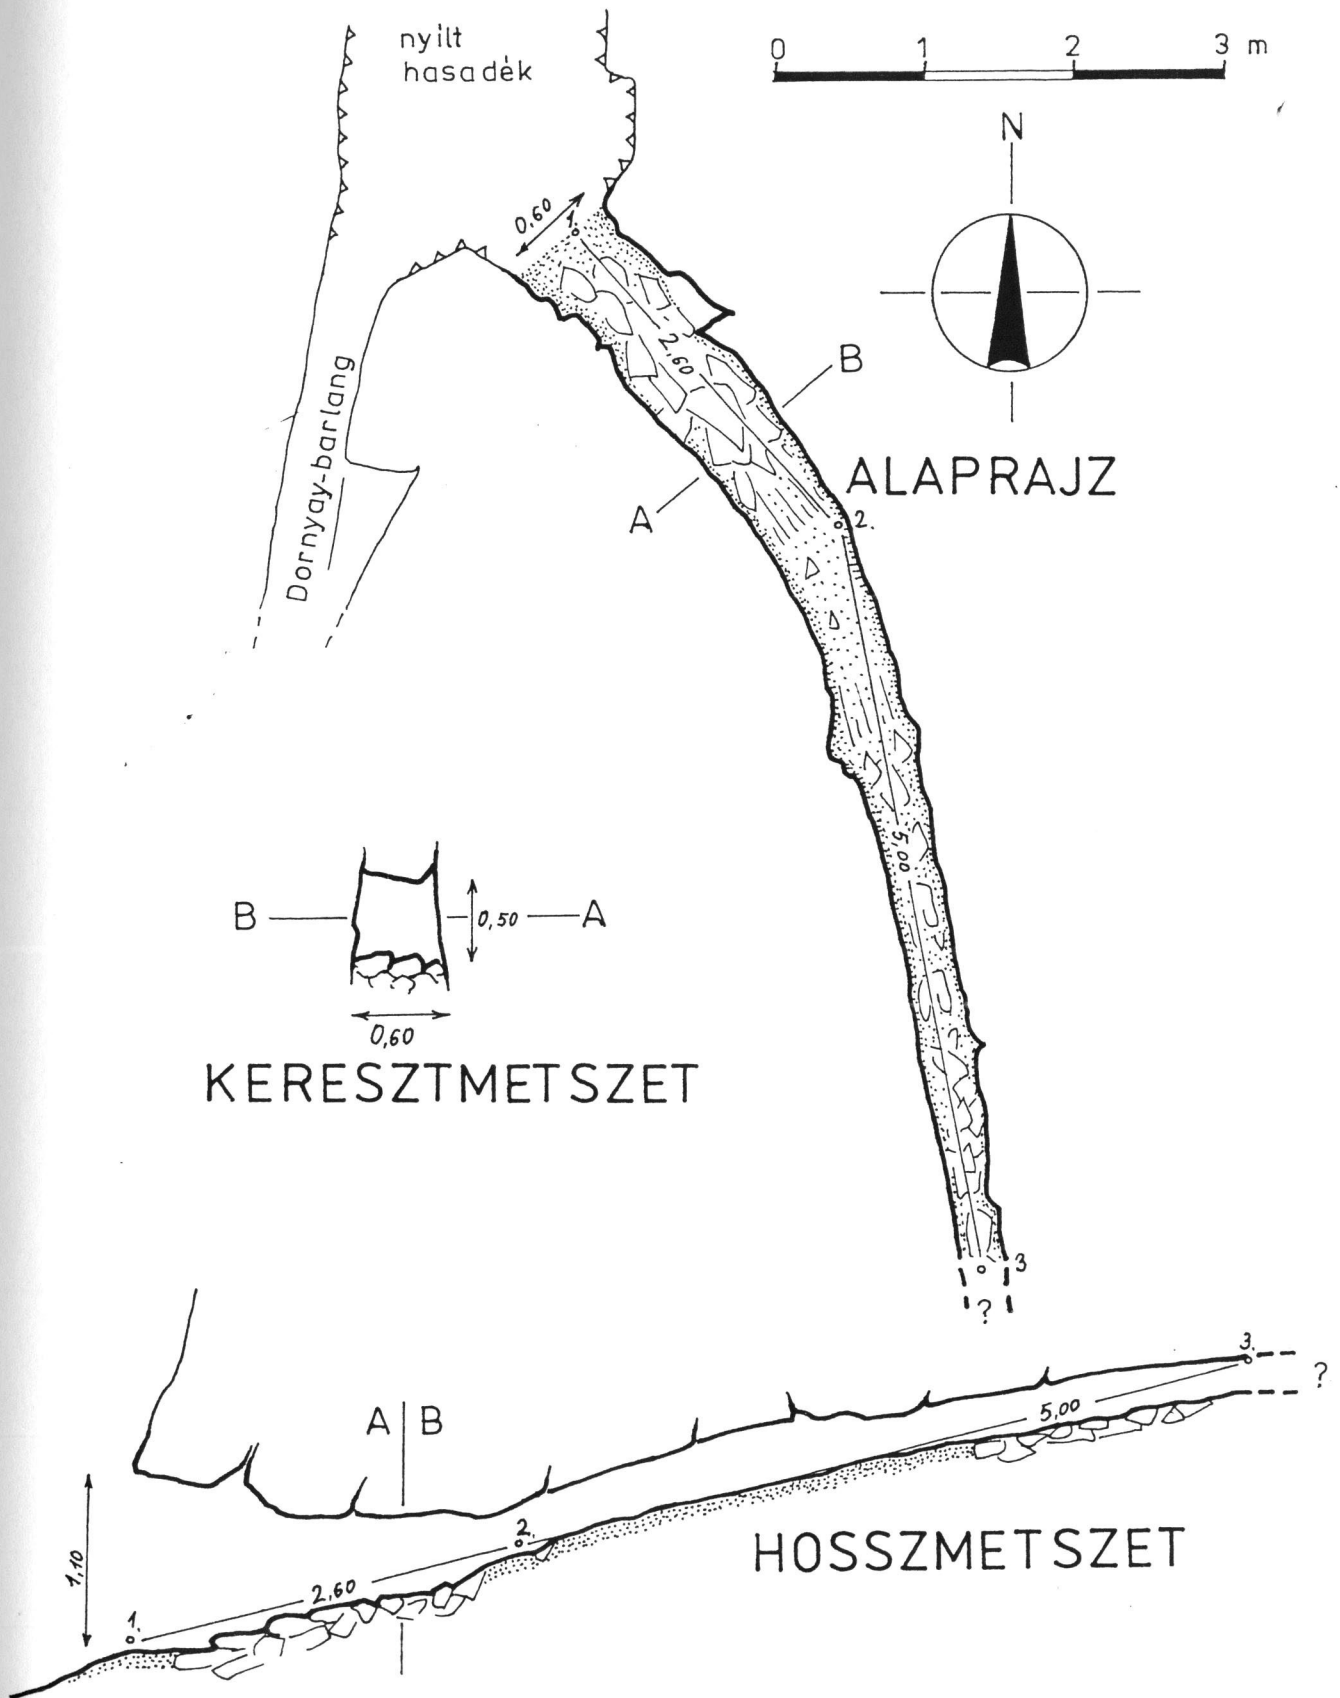 nyílt
hasadék
0 1 2 3 m
N
0,60
1.
2,60
B
A
ALAPRAJZ
2.
Dornyay-barlang
5,00
B
0,50
A
0,60
KERESZTMETSZET
3
?
3.
?
5,00
A B
2.
HOSSZMETSZET
1,10
2,60
1.